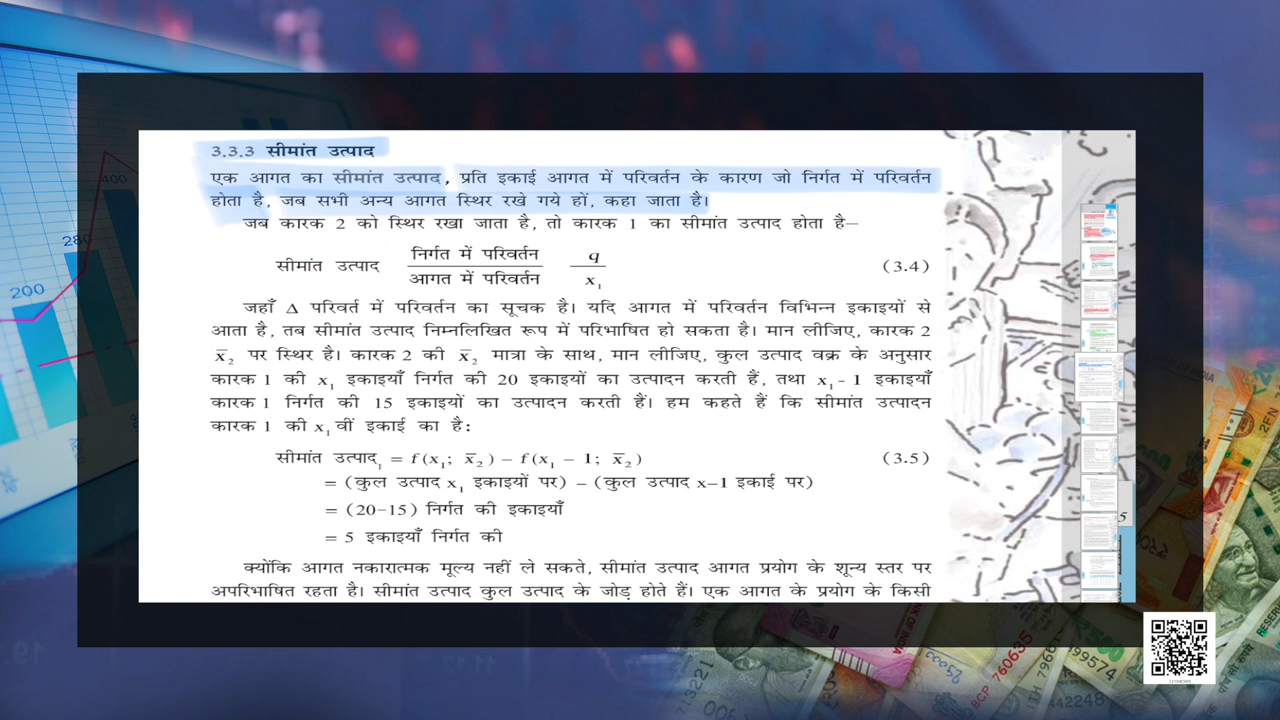 3.3.3 सीमांत उत्पाद
एक आगत का सीमांत उत्पाद, प्रति इकाई आगत में परिवर्तन के कारण जो निर्गत में परिवर्तन
होता है, जब सभी अन्य आगत स्थिर रखे गये हों, कहा जाता है।
जब कारक 2 को स्थिर रखा जाता है, तो कारक 1 का सीमांत उत्पाद होता है–
सीमांत उत्पाद निर्गत में परिवर्तन / आगत में परिवर्तन q / x₁ (3.4)
जहाँ Δ परिवर्त में परिवर्तन का सूचक है। यदि आगत में परिवर्तन विभिन्न इकाइयों से
आता है, तब सीमांत उत्पाद निम्नलिखित रूप में परिभाषित हो सकता है। मान लीजिए, कारक 2
x̅₂ पर स्थिर है। कारक 2 की x̅₂ मात्रा के साथ, मान लीजिए, कुल उत्पाद वक्र के अनुसार
कारक 1 की x₁ इकाइयाँ निर्गत की 20 इकाइयों का उत्पादन करती हैं, तथा x₁- 1 इकाइयाँ
कारक 1 निर्गत की 15 इकाइयों का उत्पादन करती हैं। हम कहते हैं कि सीमांत उत्पादन
कारक 1 की x₁वीं इकाई का है:
सीमांत उत्पाद₁ = f(x₁; x̅₂) – f(x₁ – 1; x̅₂) (3.5)
= (कुल उत्पाद x₁ इकाइयों पर) – (कुल उत्पाद x–1 इकाई पर)
= (20-15) निर्गत की इकाइयाँ
= 5 इकाइयाँ निर्गत की
क्योंकि आगत नकारात्मक मूल्य नहीं ले सकते, सीमांत उत्पाद आगत प्रयोग के शून्य स्तर पर
अपरिभाषित रहता है। सीमांत उत्पाद कुल उत्पाद के जोड़ होते हैं। एक आगत के प्रयोग के किसी
200
280
400
5